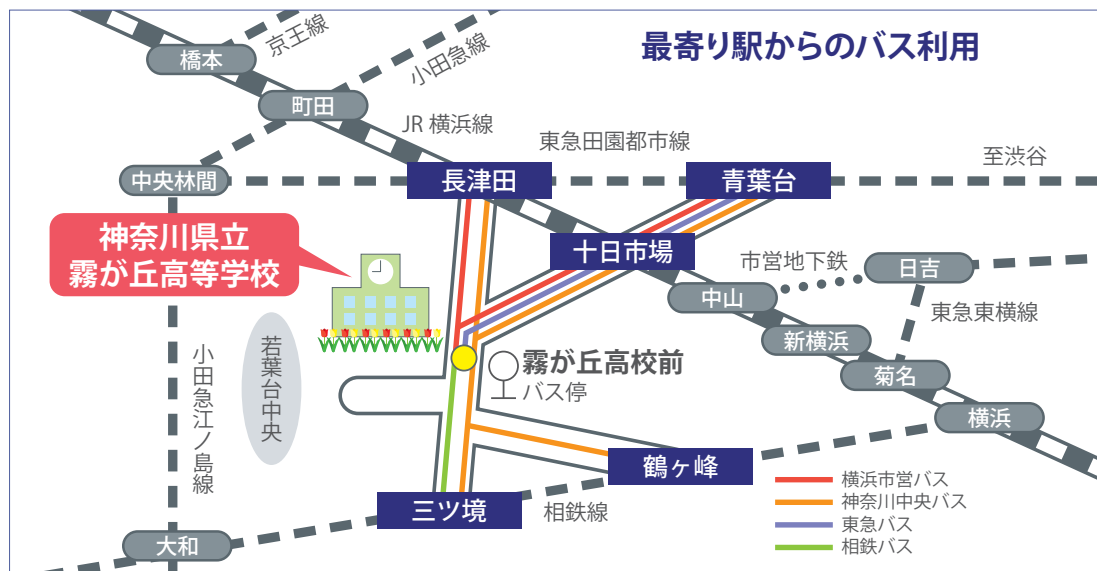 最寄り駅からのバス利用
京王線
小田急線
橋本
町田
JR 横浜線
東急田園都市線
至渋谷
中央林間
長津田
青葉台
神奈川県立
霧が丘高等学校
十日市場
市営地下鉄
日吉
中山
東急東横線
新横浜
霧が丘高校前
バス停
菊名
若葉台中央
小田急江ノ島線
横浜
鶴ヶ峰
三ツ境
相鉄線
大和
横浜市営バス
神奈川中央バス
東急バス
相鉄バス